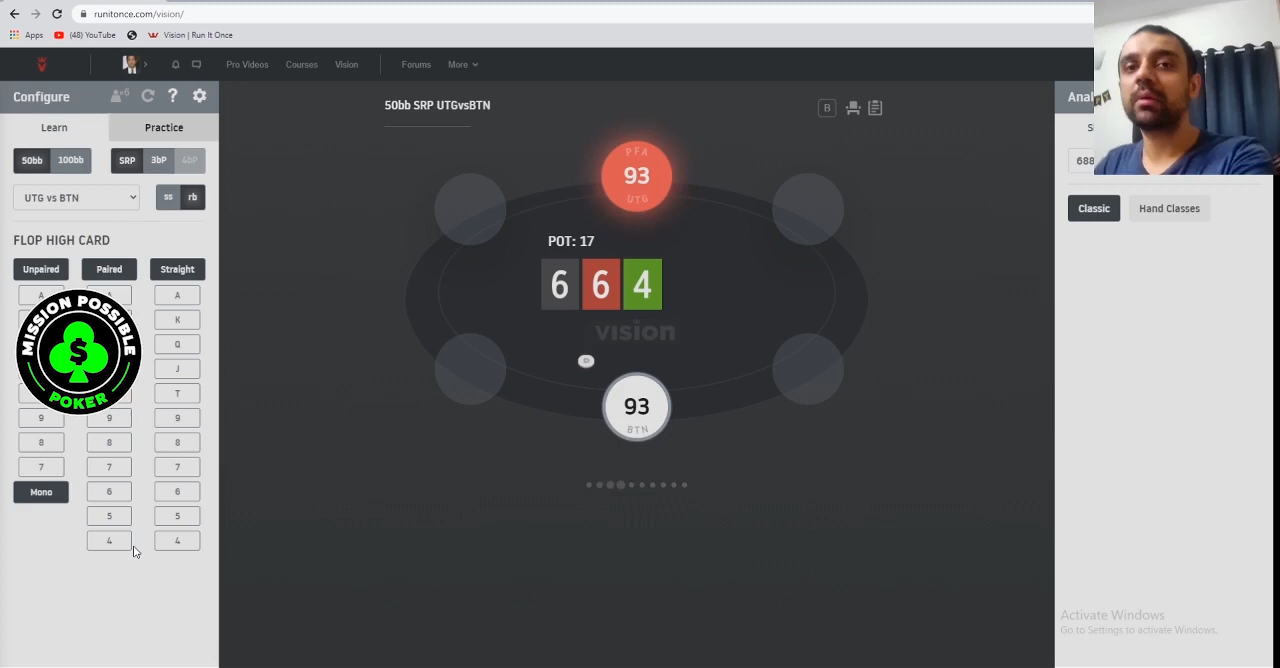 runitonce.com/vision/
Apps
(48) YouTube
Vision | Run It Once
Pro Videos
Courses
Vision
Forums
More
Configure
x6
?
Learn
Practice
50bb
100bb
SRP
3bP
4bP
UTG vs BTN
ss
rb
FLOP HIGH CARD
Unpaired
Paired
Straight
A
K
Q
J
T
9
9
9
8
8
8
7
7
7
Mono
6
6
5
5
4
4
MISSION POSSIBLE
$
POKER
50bb SRP UTGvsBTN
B
PFA
93
UTG
POT: 17
6
6
4
vision
D
93
BTN
Classic
Hand Classes
Activate Windows
Go to Settings to activate Windows.